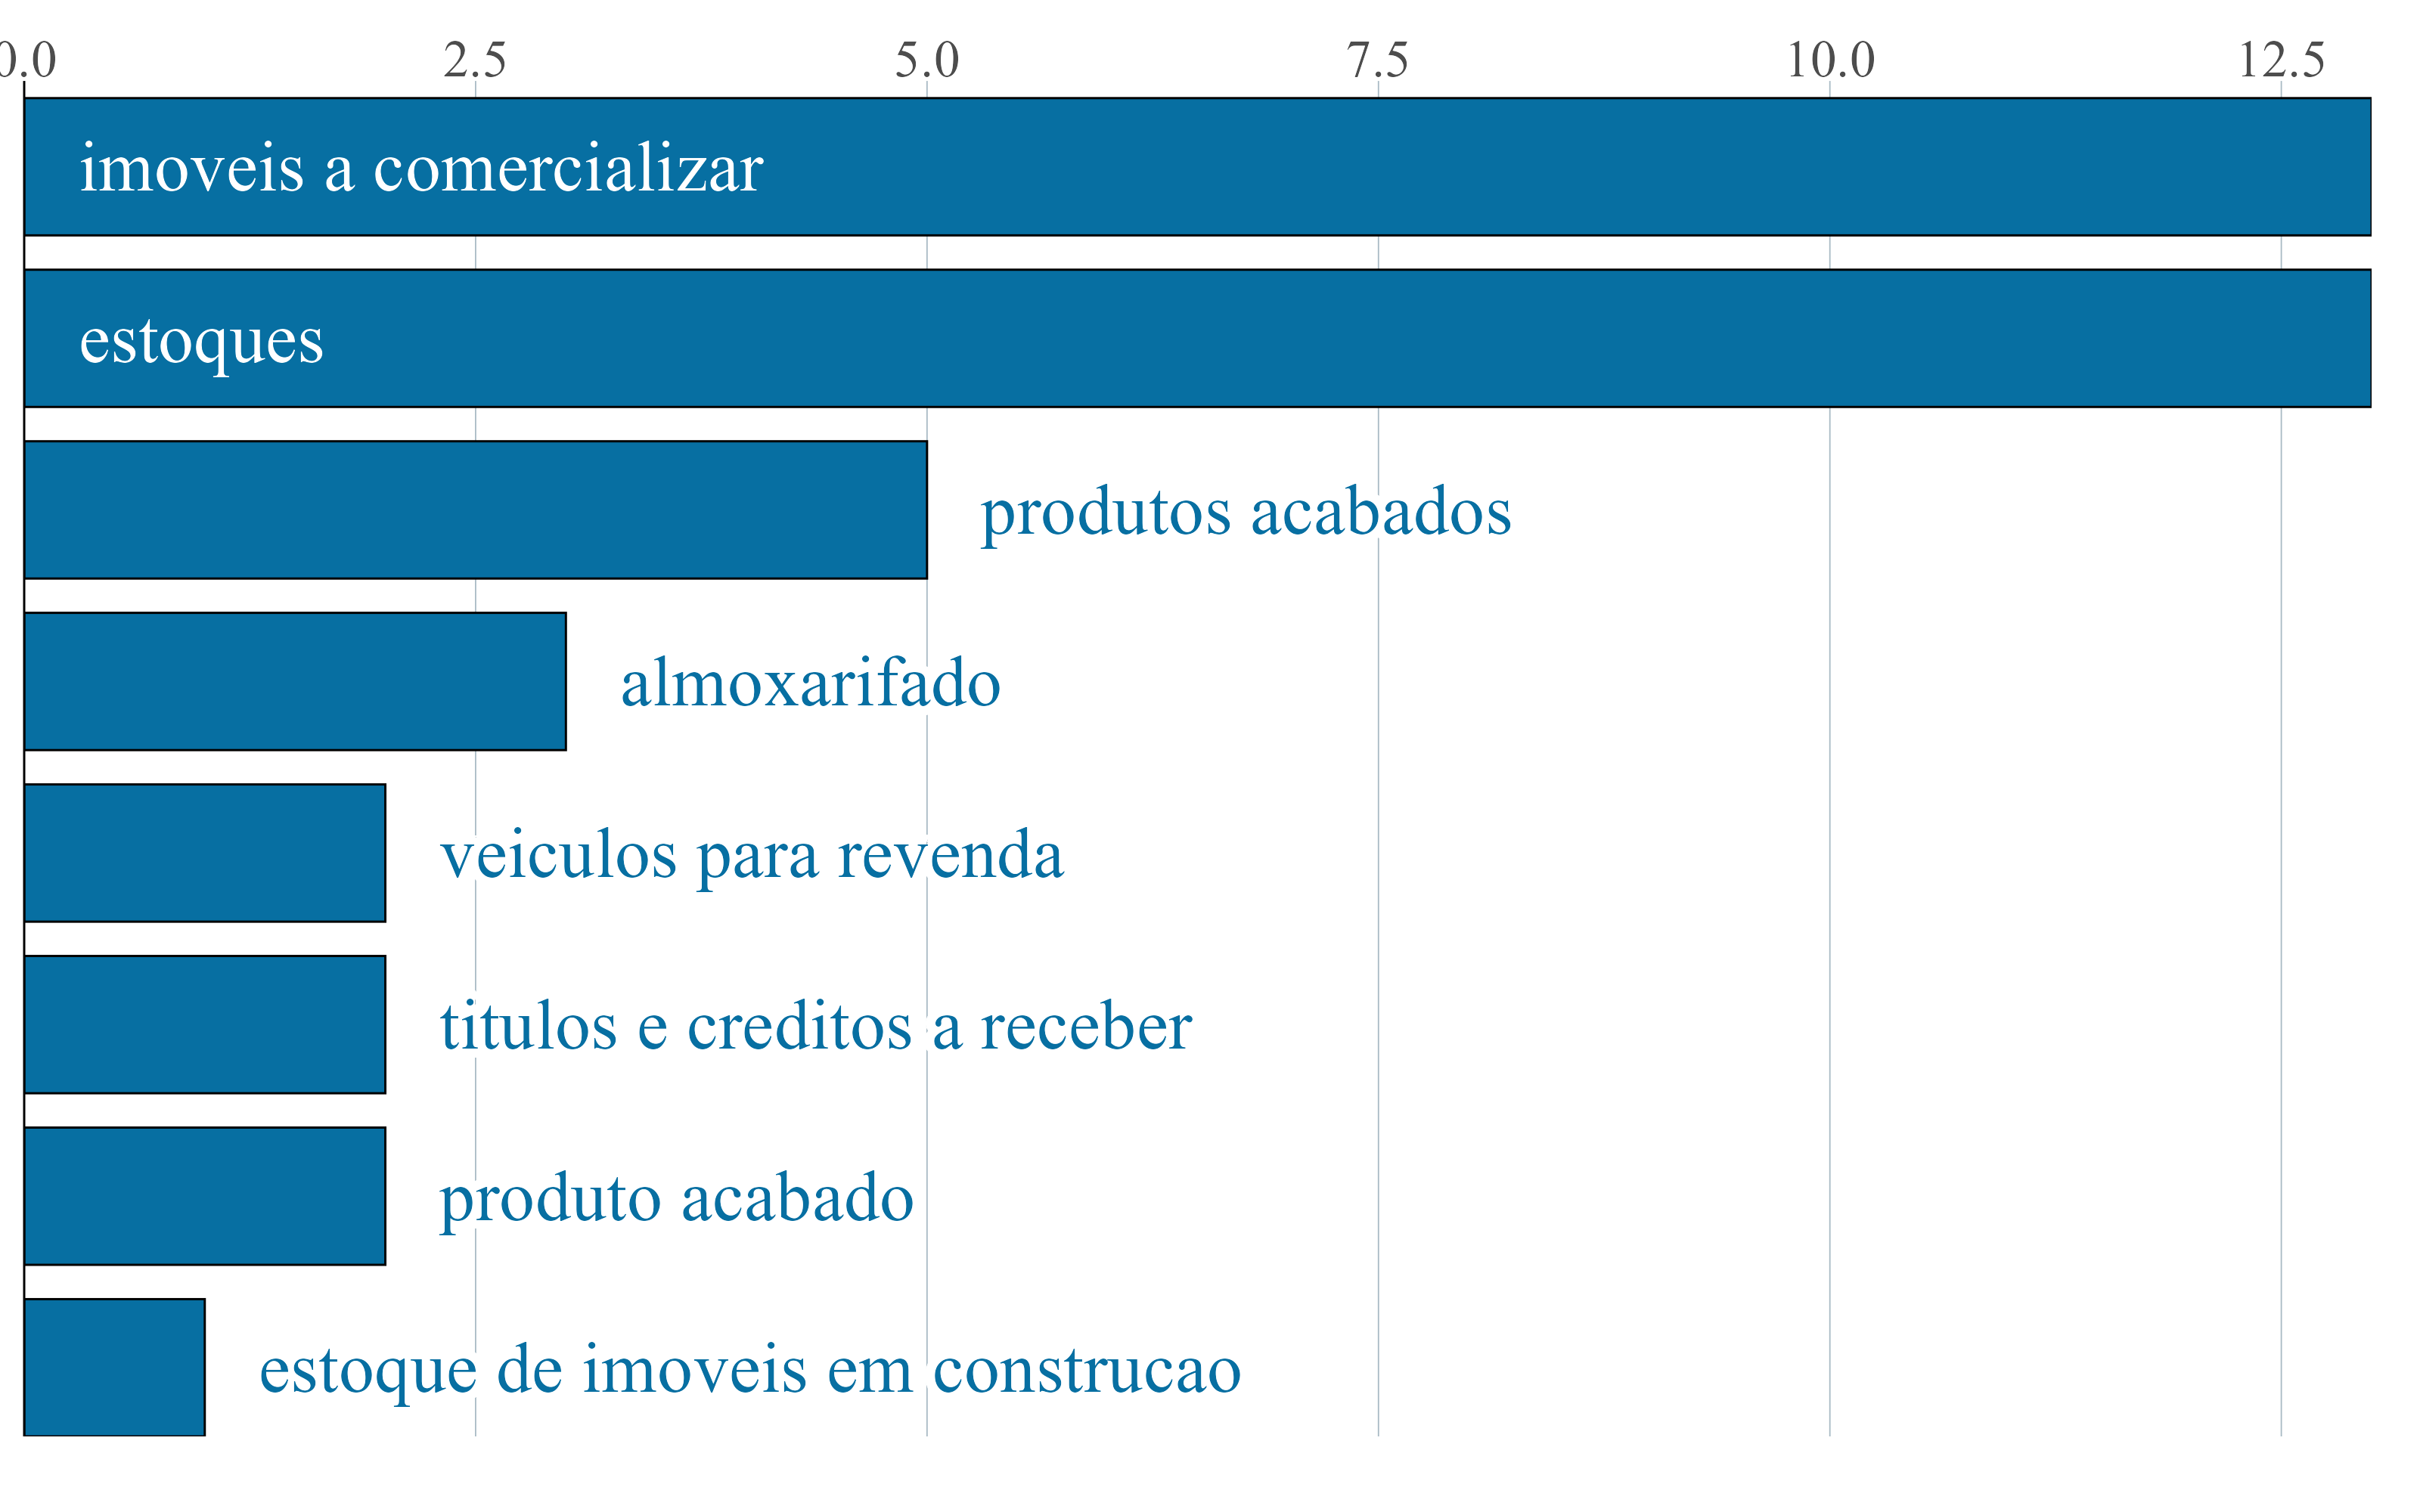 0.0 2.5 5.0 7.5 10.0 12.5
imoveis a comercializar
estoques
produtos acabados
almoxarifado
veiculos para revenda
titulos e creditos a receber
produto acabado
estoque de imoveis em construcao